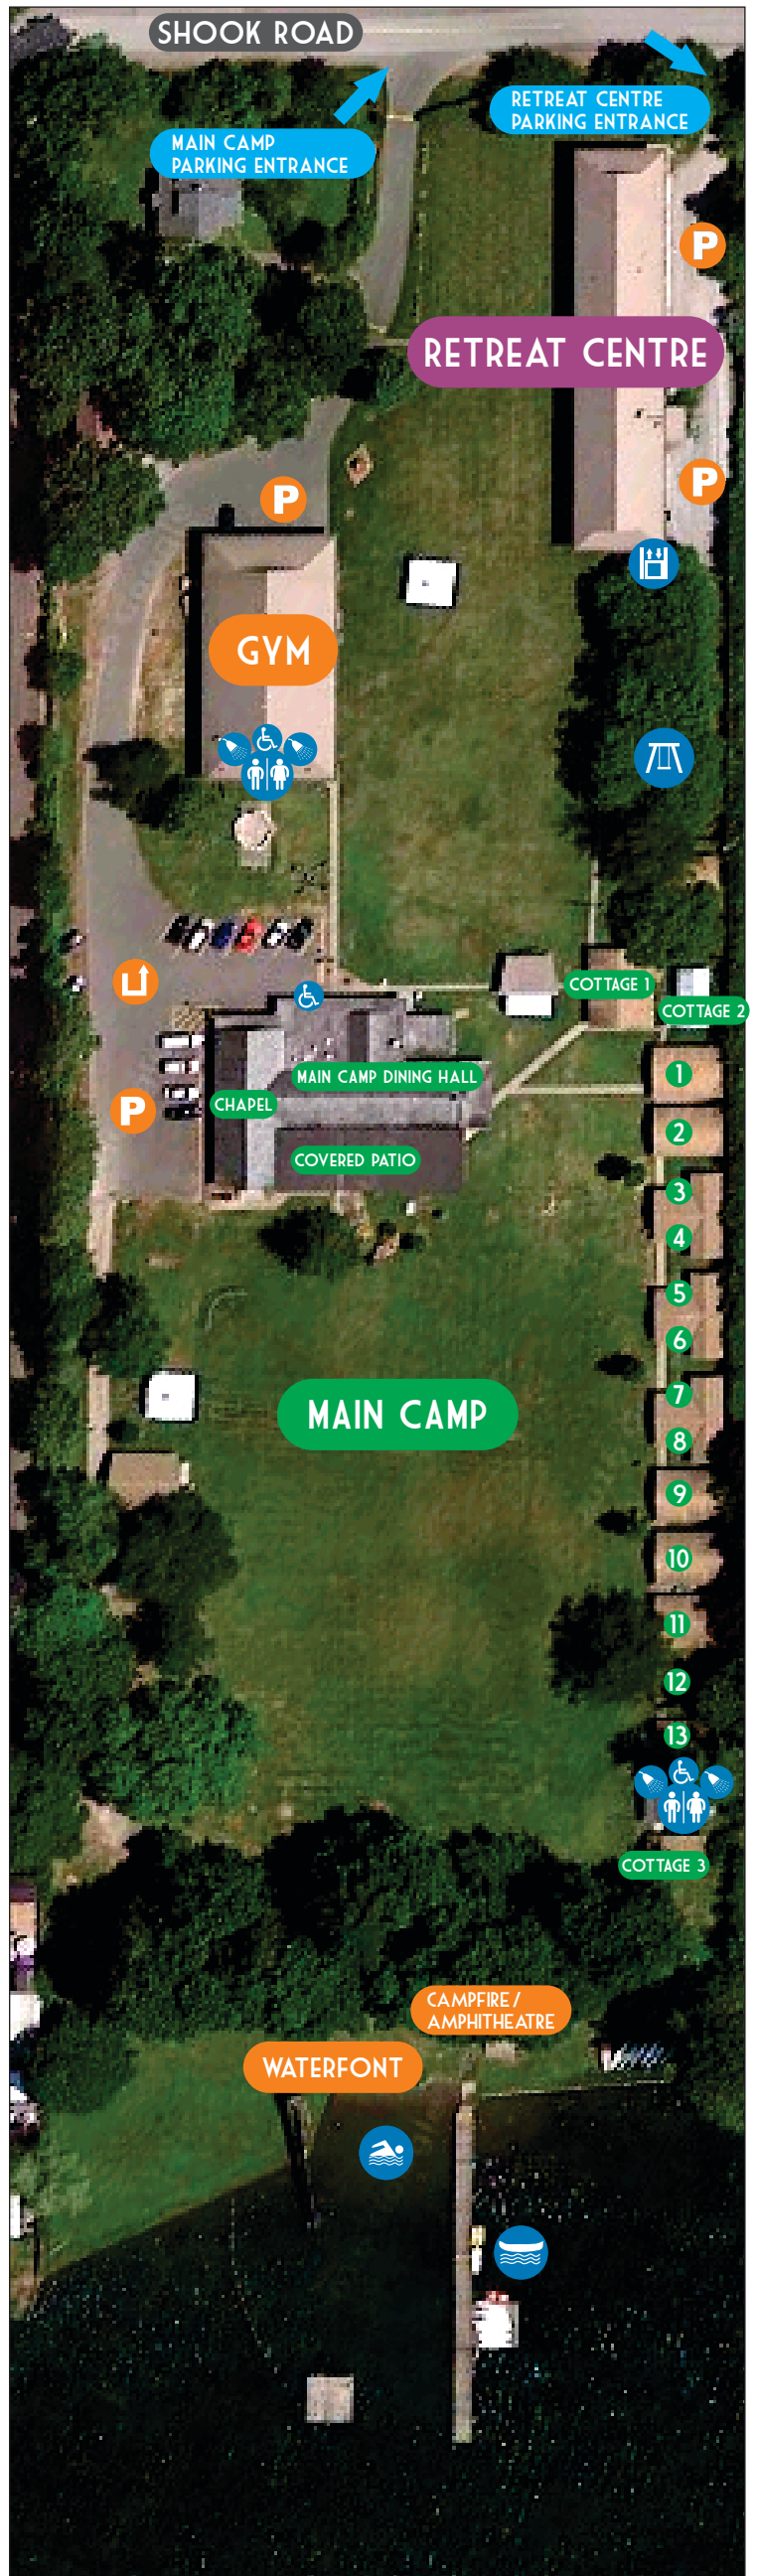 SHOOK ROAD
RETREAT CENTRE
PARKING ENTRANCE
MAIN CAMP
PARKING ENTRANCE
P
RETREAT CENTRE
P
P
GYM
COTTAGE 1
COTTAGE 2
MAIN CAMP DINING HALL
1
P
CHAPEL
2
COVERED PATIO
3
4
5
6
7
MAIN CAMP
8
9
10
11
12
13
COTTAGE 3
CAMPFIRE/
AMPHITHEATRE
WATERFONT